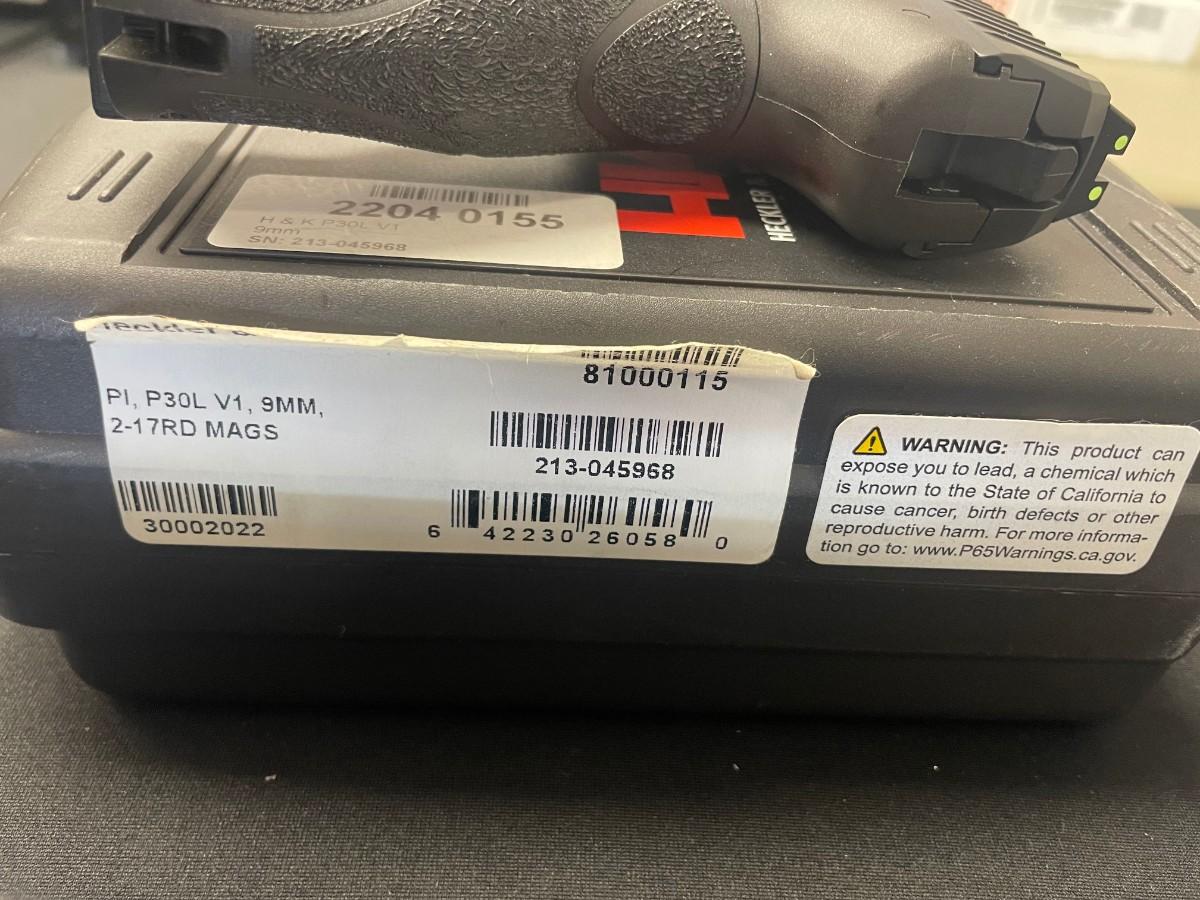 2204 0155
H & K P30L V1
9mm
SN: 213-045968
H
HECKLER
Heckler &
81000115
PI, P30L V1, 9MM,
2-17RD MAGS
213-045968
30002022
6 42230 26058 0
WARNING: This product can
expose you to lead, a chemical which
is known to the State of California to
cause cancer, birth defects or other
reproductive harm. For more informa-
tion go to: www.P65Warnings.ca.gov.